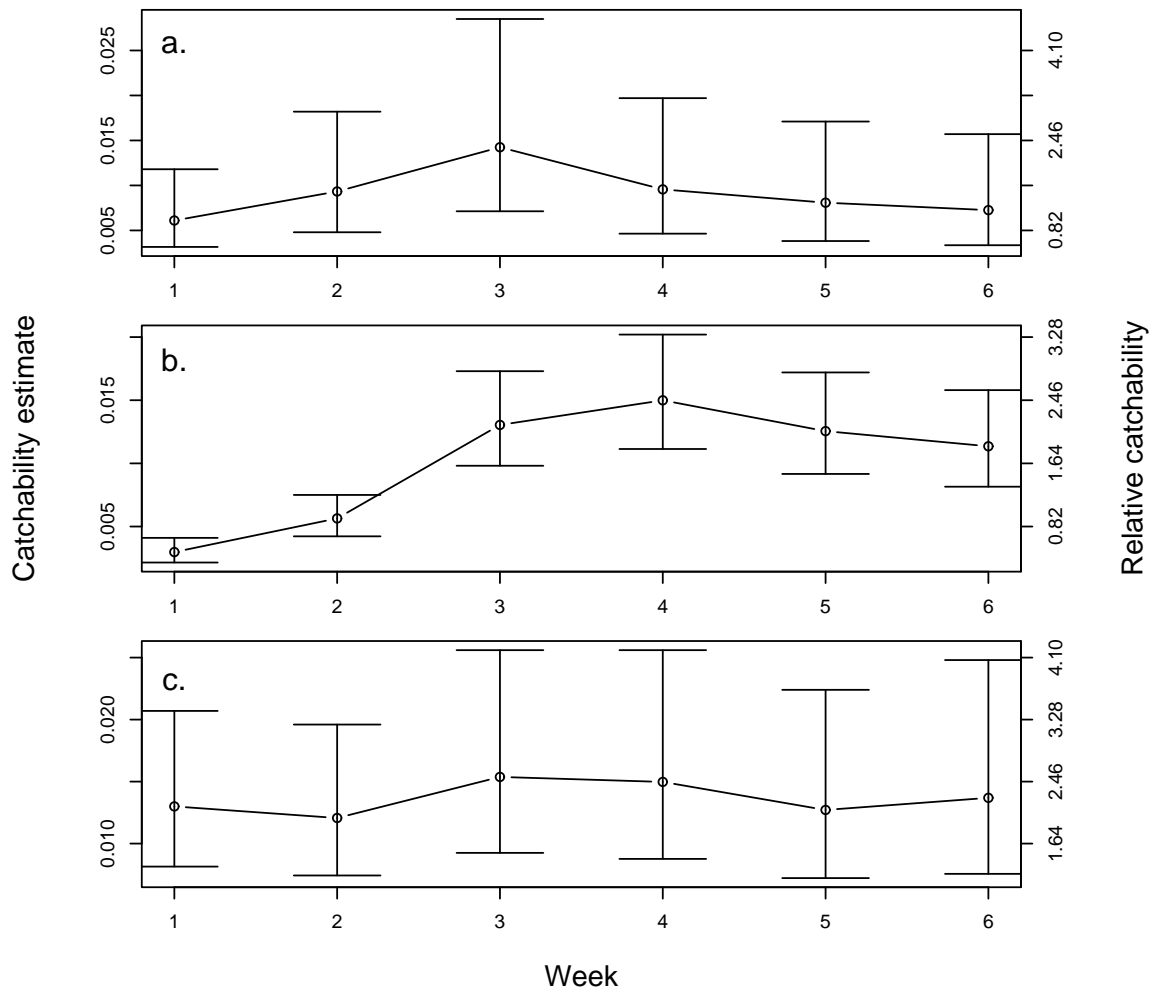 a.
0.025
0.015
0.005
4.10
2.46
0.82
1 2 3 4 5 6
b.
0.015
0.005
3.28
2.46
1.64
0.82
1 2 3 4 5 6
c.
0.020
0.010
4.10
3.28
2.46
1.64
1 2 3 4 5 6
Catchability estimate
Relative catchability
Week